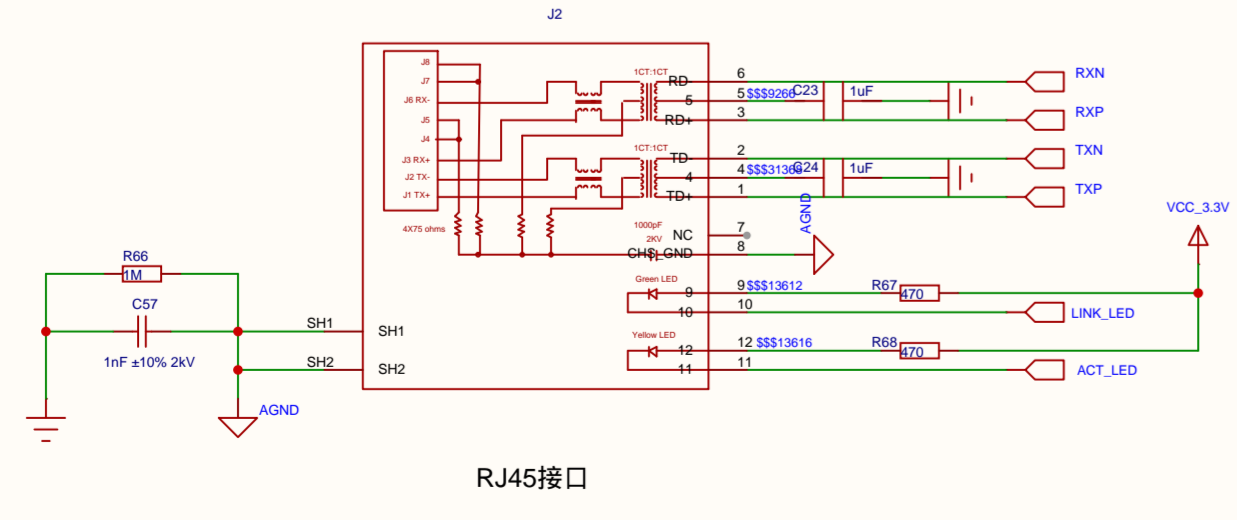 J2
J8
J7
J6 RX-
J5
J4
J3 RX+
J2 TX-
J1 TX+
4X75 ohms
1CT:1CT
RD-
5
RD+
1CT:1CT
TD-
4
TD+
1000pF
2KV
NC
CHS_GND
Green LED
9
10
Yellow LED
12
11
6
5 $$$9266 C23 1uF
3
2
4 $$$31366 C24 1uF
1
7
8
AGND
9 $$$13612 R67 470
10
12 $$$13616 R68 470
11
RXN
RXP
TXN
TXP
VCC_3.3V
LINK_LED
ACT_LED
R66
1M
C57
1nF ±10% 2kV
SH1 SH1
SH2 SH2
AGND
RJ45接口